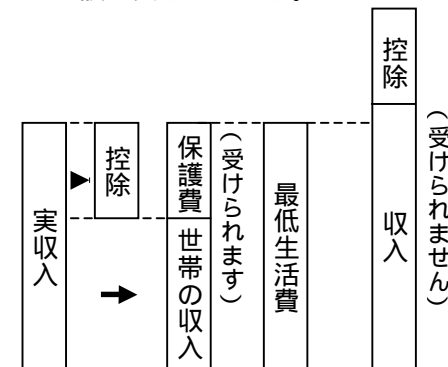 実収入
控除
保護費
世帯の収入
(受けられます)
最低生活費
控除
収入
(受けられません)